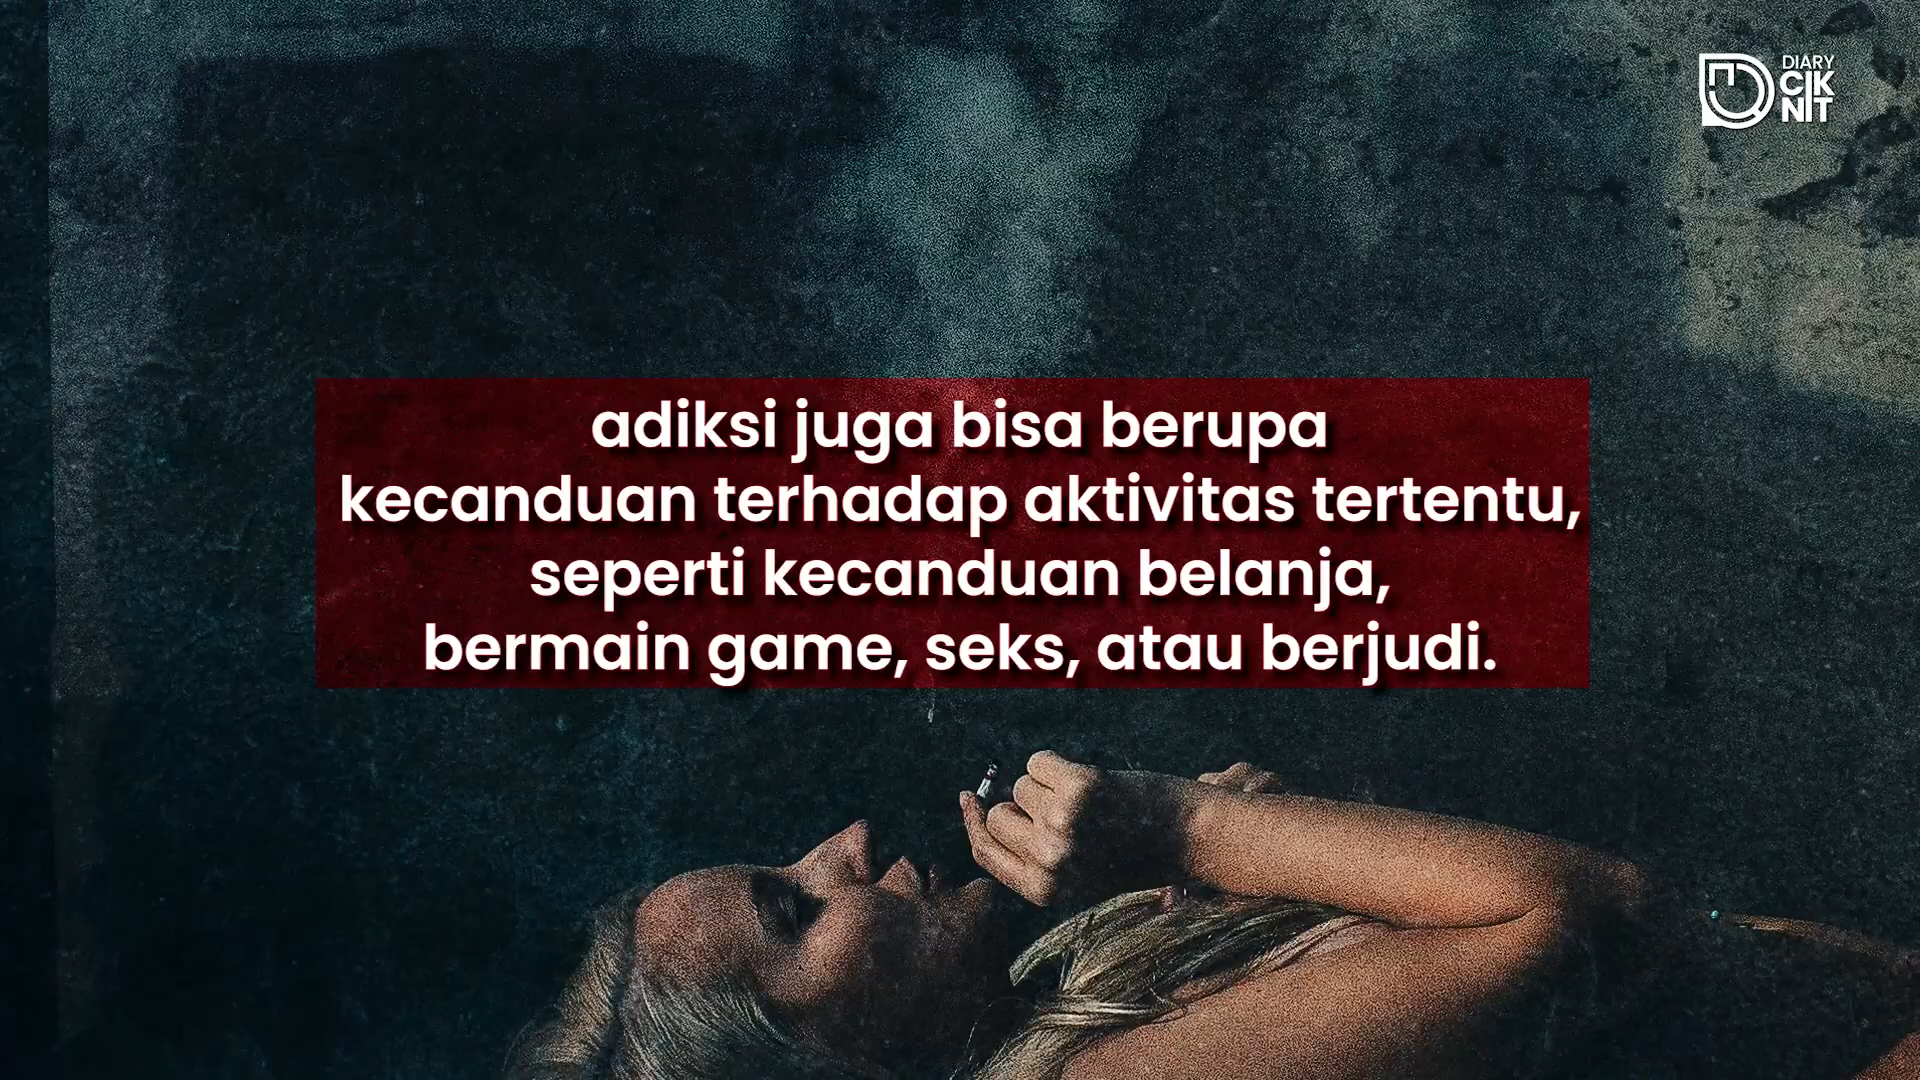 DIARY
CIK
NIT
adiksi juga bisa berupa
kecanduan terhadap aktivitas tertentu,
seperti kecanduan belanja,
bermain game, seks, atau berjudi.